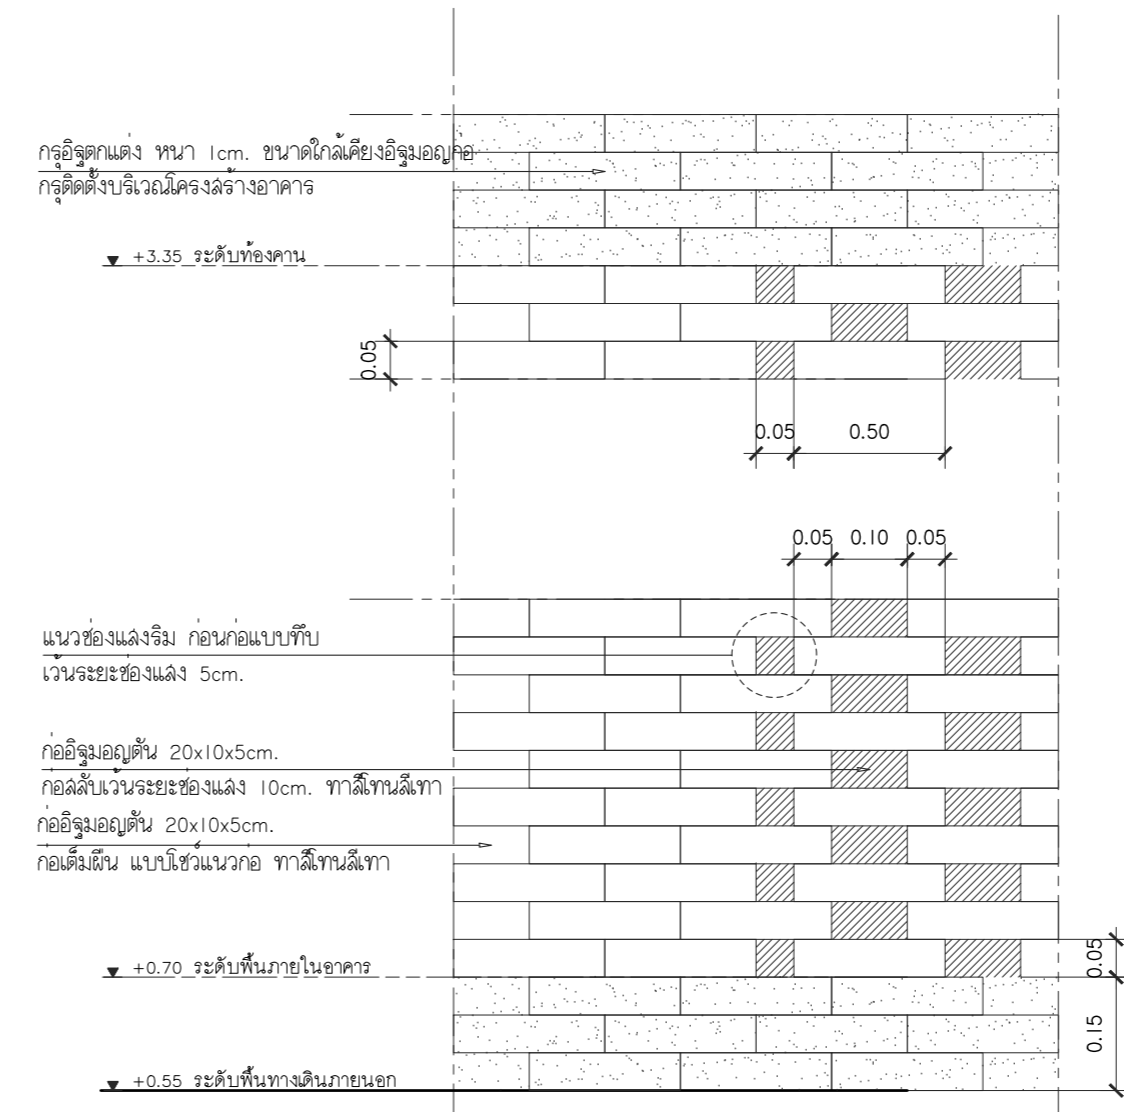 กรุอิฐตกแต่ง หนา 1cm. ขนาดใกล้เคียงอิฐมอญก่อ
กรุติดตั้งบริเวณโครงสร้างอาคาร
+3.35 ระดับท้องคาน
0.05
0.05 0.50
0.05 0.10 0.05
แนวช่องแสงริม ก่อนก่อแบบทึบ
เว้นระยะช่องแสง 5cm.
ก่ออิฐมอญตัน 20x10x5cm.
ก่อสลับเว้นระยะช่องแสง 10cm. ทาสีโทนสีเทา
ก่ออิฐมอญตัน 20x10x5cm.
ก่อเต็มผืน แบบโชว์แนวก่อ ทาสีโทนสีเทา
+0.70 ระดับพื้นภายในอาคาร
0.05
0.15
+0.55 ระดับพื้นทางเดินภายนอก